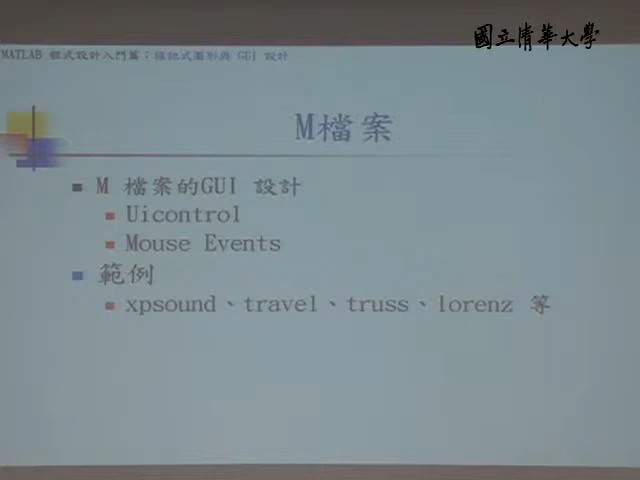 國立清華大學
MATLAB 程式設計入門篇：握把式圖形與 GUI 設計
M檔案
M 檔案的GUI 設計
Uicontrol
Mouse Events
範例
xpsound、travel、truss、lorenz 等